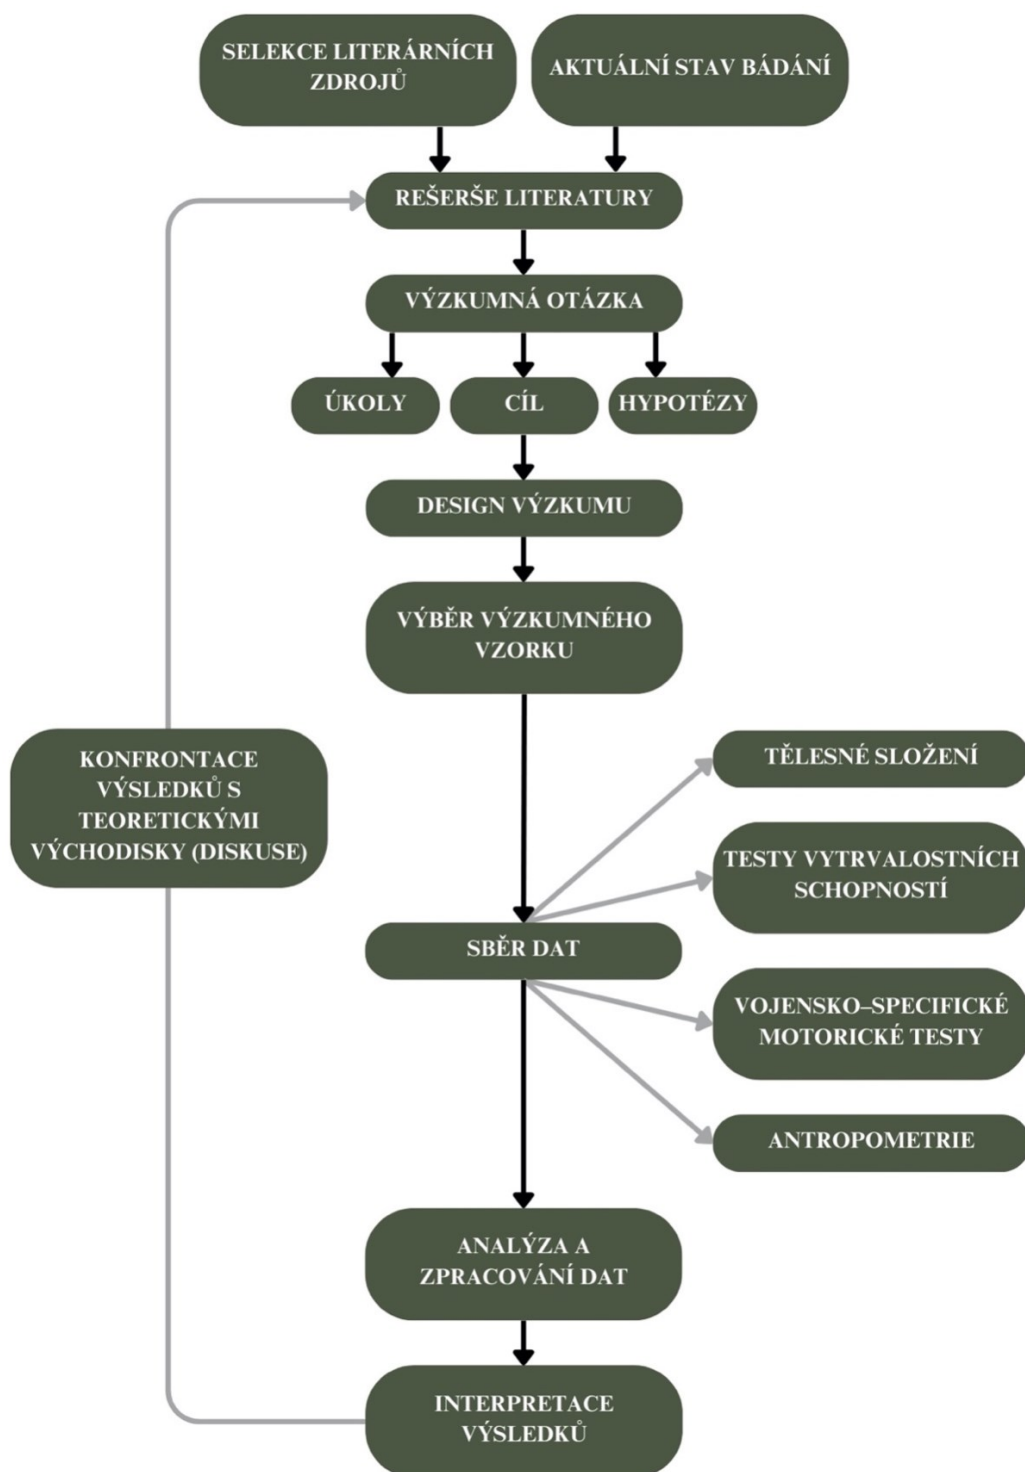 SELEKCE LITERÁRNÍCH
ZDROJŮ
AKTUÁLNÍ STAV BÁDÁNÍ
REŠERŠE LITERATURY
VÝZKUMNÁ OTÁZKA
ÚKOLY
CÍL
HYPOTÉZY
DESIGN VÝZKUMU
VÝBĚR VÝZKUMNÉHO
VZORKU
KONFRONTACE
VÝSLEDKŮ S
TEORETICKÝMI
VÝCHODISKY (DISKUSE)
TĚLESNÉ SLOŽENÍ
TESTY VYTRVALOSTNÍCH
SCHOPNOSTÍ
SBĚR DAT
VOJENSKO–SPECIFICKÉ
MOTORICKÉ TESTY
ANTROPOMETRIE
ANALÝZA A
ZPRACOVÁNÍ DAT
INTERPRETACE
VÝSLEDKŮ